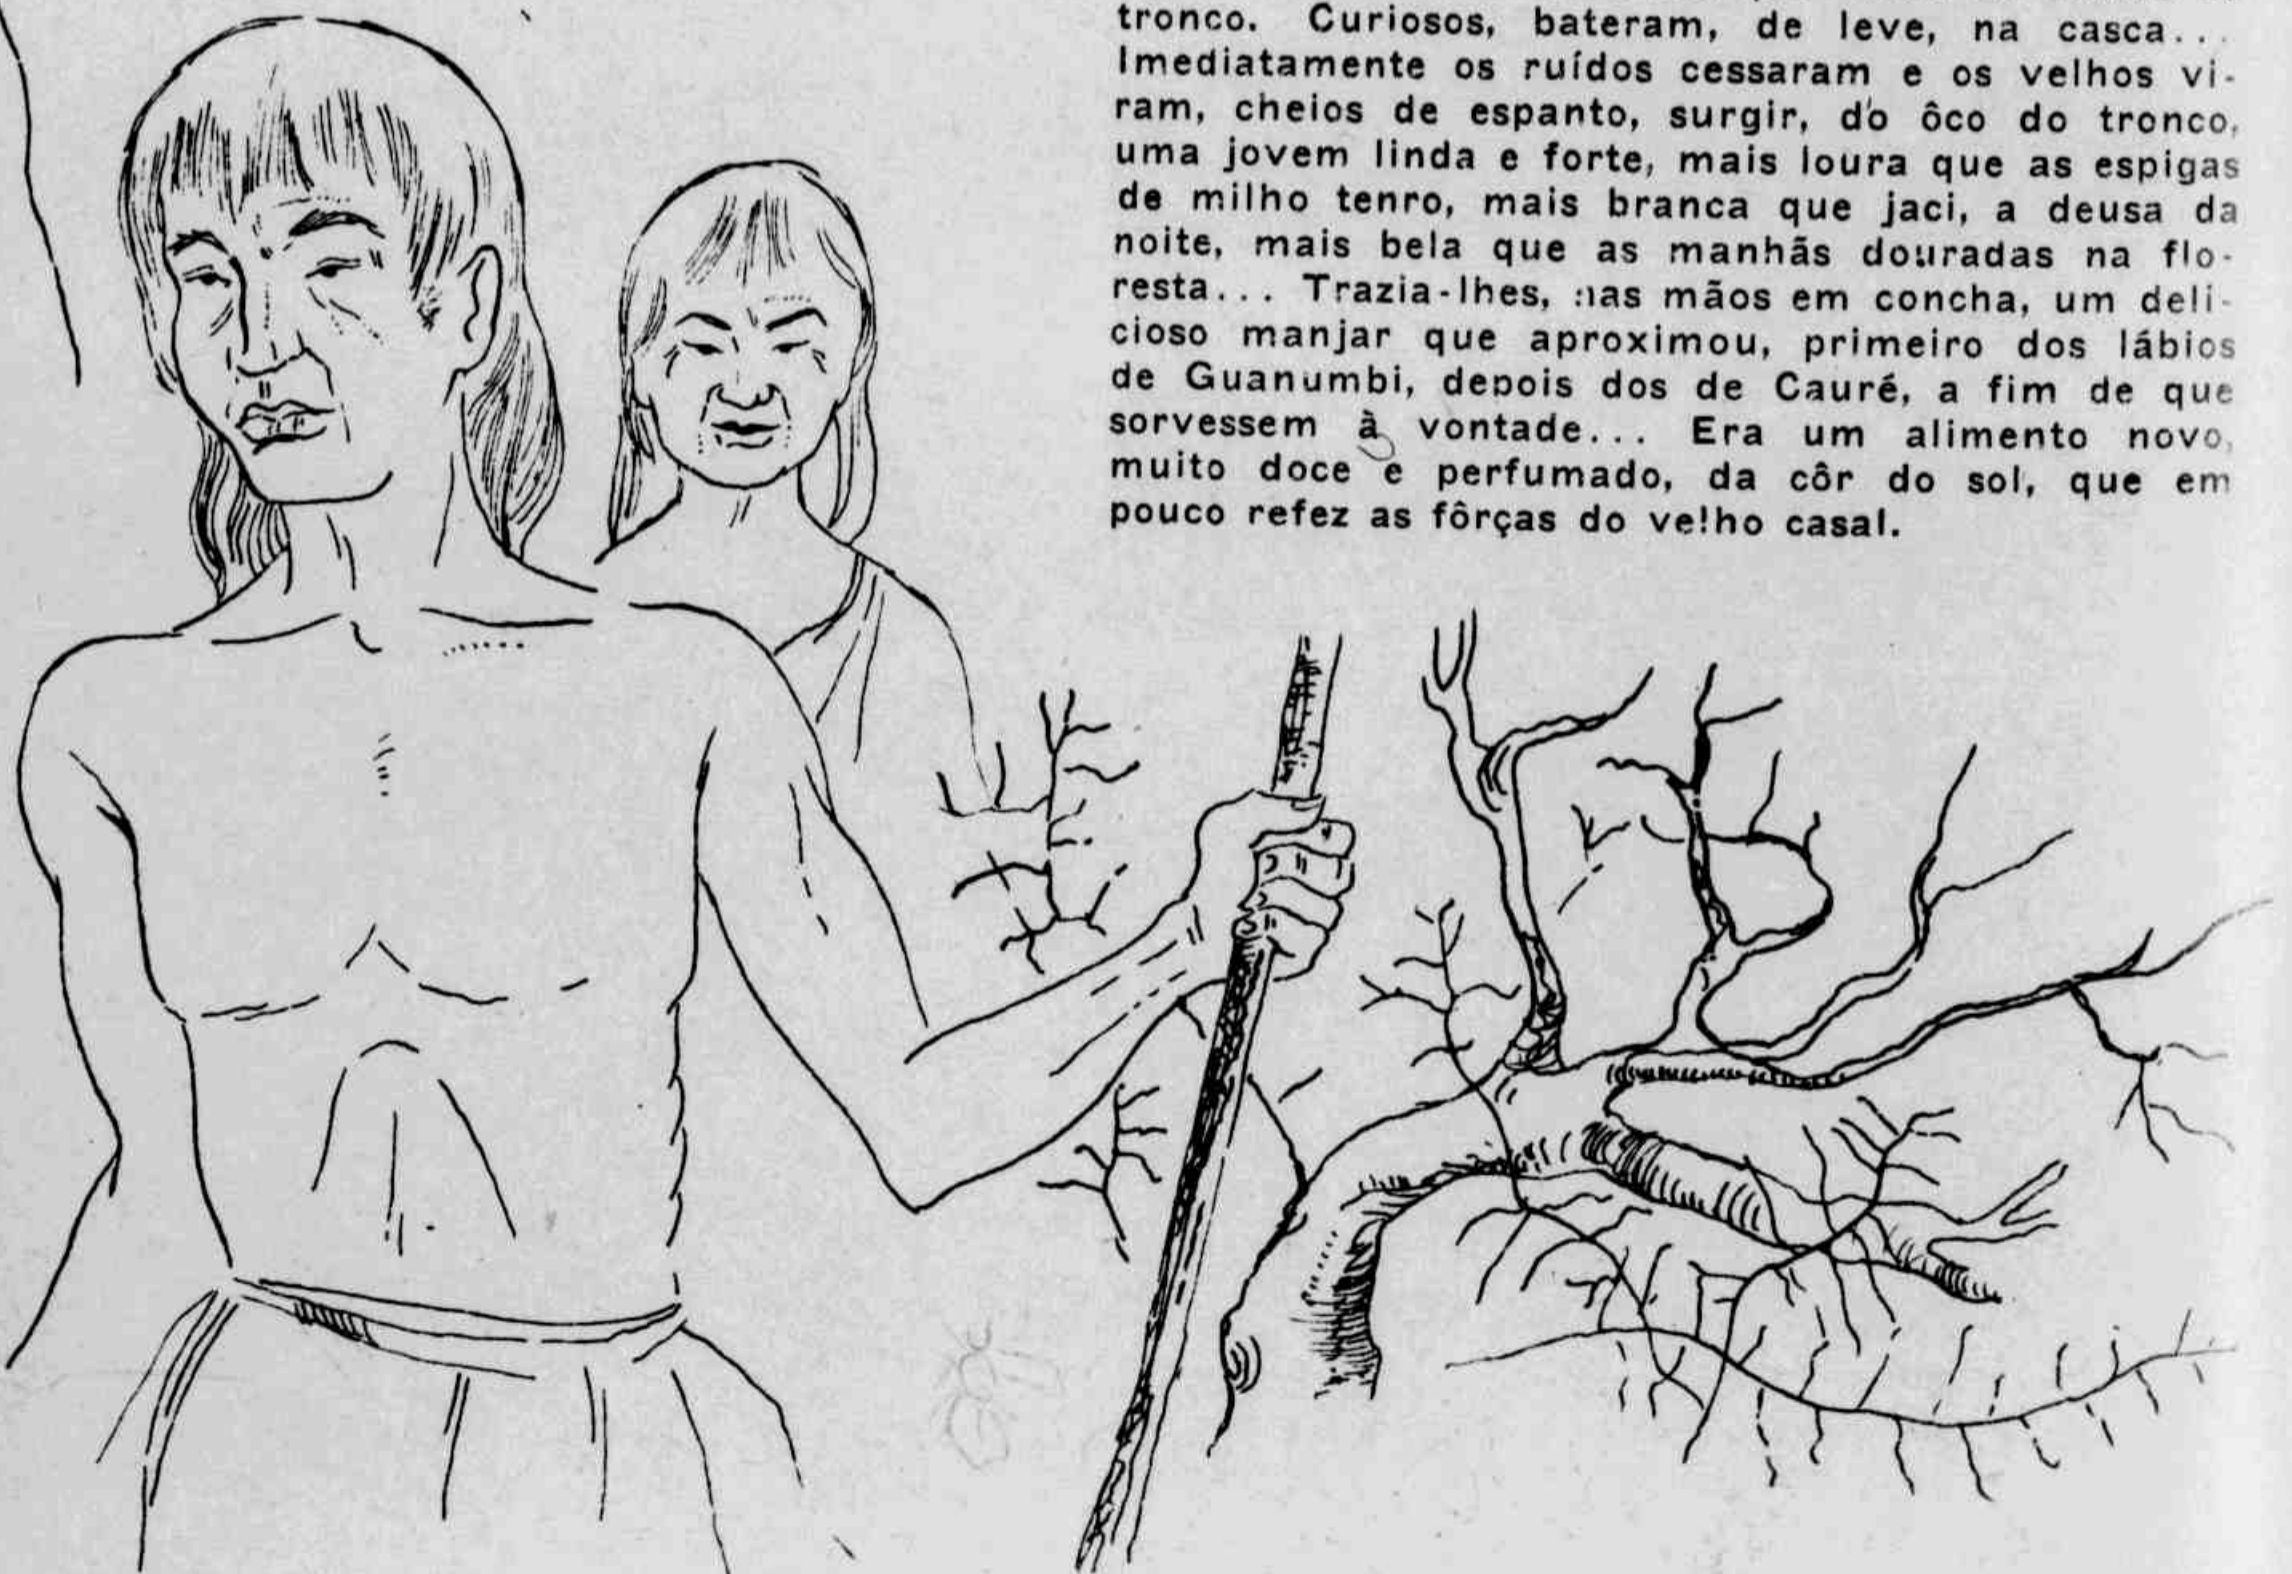 tronco. Curiosos, bateram, de leve, na casca...
Imediatamente os ruídos cessaram e os velhos vi-
ram, cheios de espanto, surgir, do ôco do tronco,
uma jovem linda e forte, mais loura que as espigas
de milho tenro, mais branca que jaci, a deusa da
noite, mais bela que as manhãs douradas na flo-
resta... Trazia-lhes, nas mãos em concha, um deli-
cioso manjar que aproximou, primeiro dos lábios
de Guanumbi, depois dos de Cauré, a fim de que
sorvessem à vontade... Era um alimento novo,
muito doce e perfumado, da côr do sol, que em
pouco refez as fôrças do velho casal.